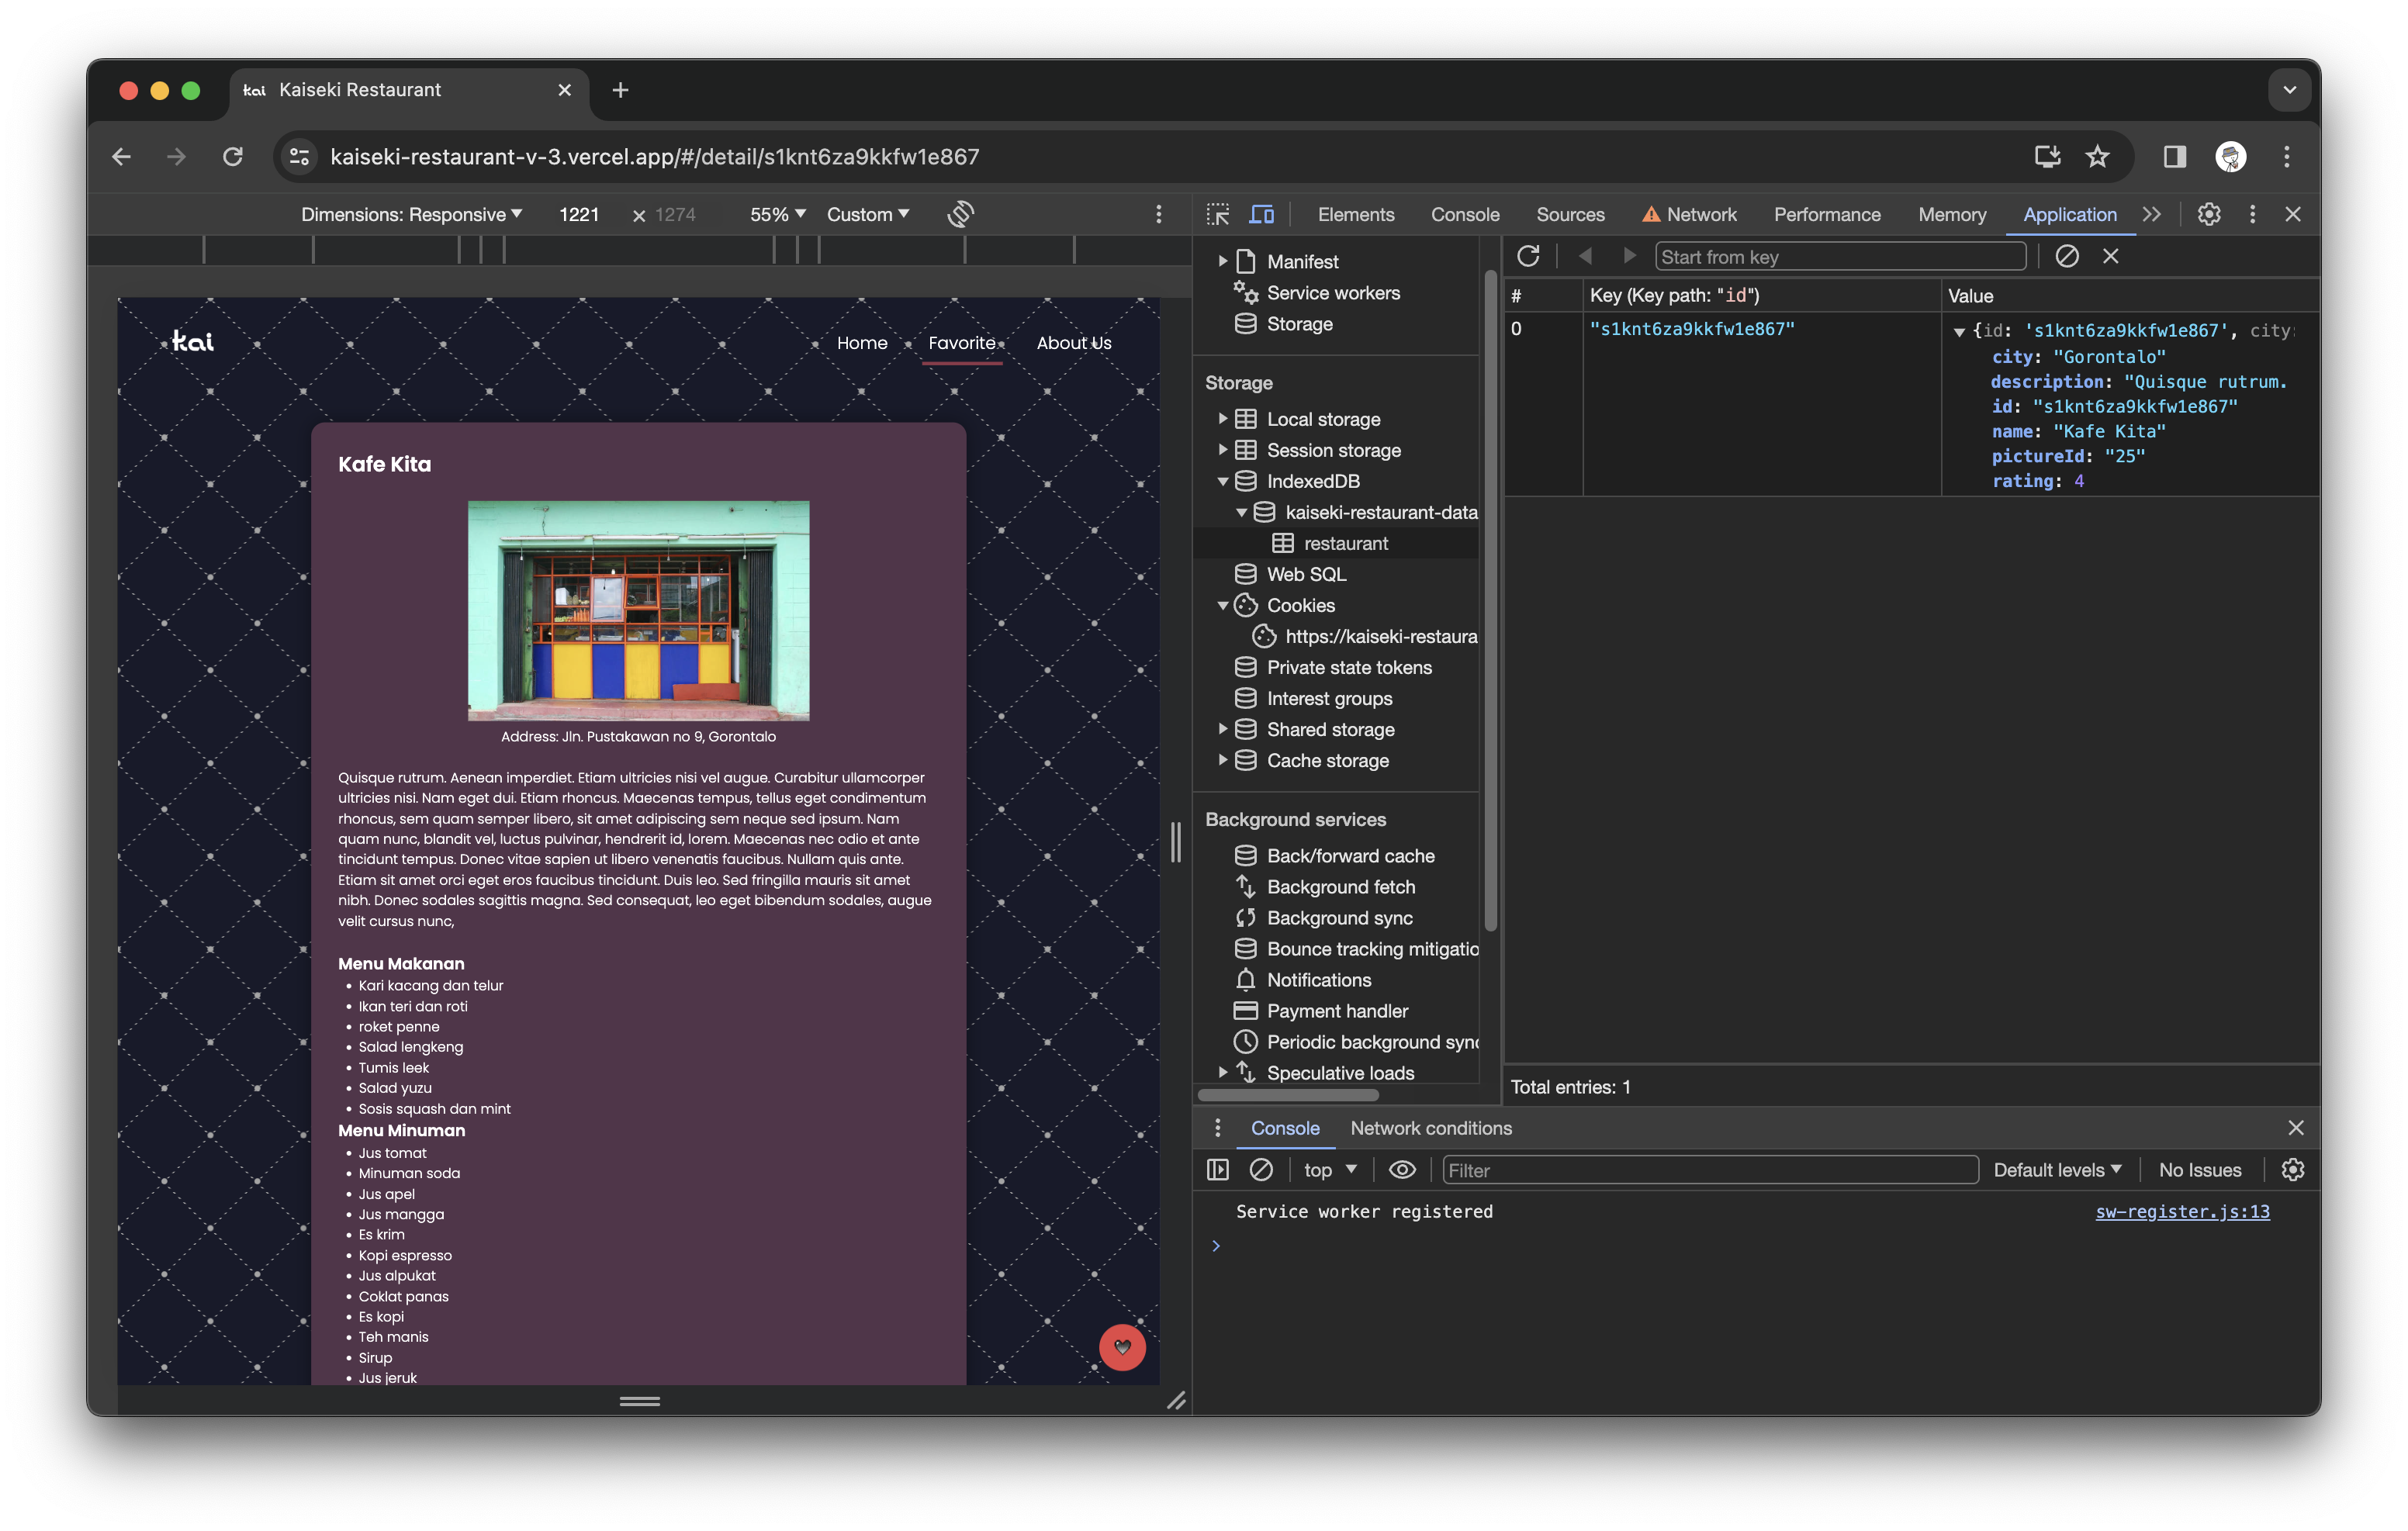 kai Kaiseki Restaurant
kaiseki-restaurant-v-3.vercel.app/#/detail/s1knt6za9kkfw1e867
Dimensions: Responsive 1221 × 1274 55% Custom
kai
Home Favorite About Us
Kafe Kita
Address: Jln. Pustakawan no 9, Gorontalo
Quisque rutrum. Aenean imperdiet. Etiam ultricies nisi vel augue. Curabitur ullamcorper
ultricies nisi. Nam eget dui. Etiam rhoncus. Maecenas tempus, tellus eget condimentum
rhoncus, sem quam semper libero, sit amet adipiscing sem neque sed ipsum. Nam
quam nunc, blandit vel, luctus pulvinar, hendrerit id, lorem. Maecenas nec odio et ante
tincidunt tempus. Donec vitae sapien ut libero venenatis faucibus. Nullam quis ante.
Etiam sit amet orci eget eros faucibus tincidunt. Duis leo. Sed fringilla mauris sit amet
nibh. Donec sodales sagittis magna. Sed consequat, leo eget bibendum sodales, augue
velit cursus nunc,
Menu Makanan
• Kari kacang dan telur
• Ikan teri dan roti
• roket penne
• Salad lengkeng
• Tumis leek
• Salad yuzu
• Sosis squash dan mint
Menu Minuman
• Jus tomat
• Minuman soda
• Jus apel
• Jus mangga
• Es krim
• Kopi espresso
• Jus alpukat
• Coklat panas
• Es kopi
• Teh manis
• Sirup
• Jus jeruk
Elements Console Sources Network Performance Memory Application
Manifest
Service workers
Storage
Storage
Local storage
Session storage
IndexedDB
kaiseki-restaurant-data
restaurant
Web SQL
Cookies
https://kaiseki-restaura
Private state tokens
Interest groups
Shared storage
Cache storage
Background services
Back/forward cache
Background fetch
Background sync
Bounce tracking mitigatio
Notifications
Payment handler
Periodic background sync
Speculative loads
Start from key
# Key (Key path: "id") Value
0 "s1knt6za9kkfw1e867" {id: 's1knt6za9kkfw1e867', city:
city: "Gorontalo"
description: "Quisque rutrum.
id: "s1knt6za9kkfw1e867"
name: "Kafe Kita"
pictureId: "25"
rating: 4
Total entries: 1
Console Network conditions
top Filter Default levels No Issues
Service worker registered sw-register.js:13